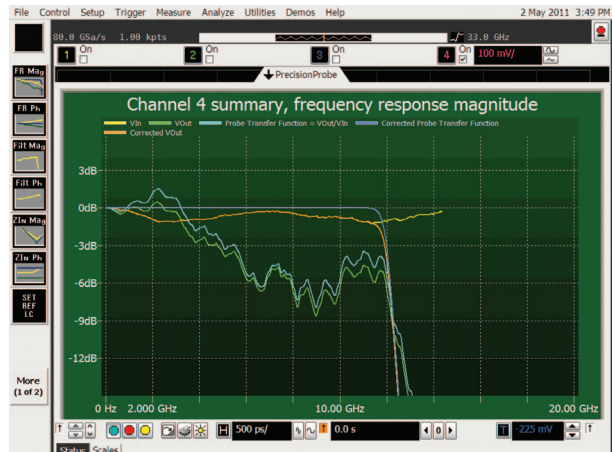 File Control Setup Trigger Measure Analyze Utilities Demos Help 2 May 2011 3:49 PM
80.0 GSa/s 1.00 kpts 33.0 GHz
1 On 2 On 3 On 4 On 100 mV/
PrecisionProbe
Channel 4 summary, frequency response magnitude
VIn VOut Probe Transfer Function = VOut/VIn Corrected Probe Transfer Function
Corrected VOut
FR Mag
FR Ph
Filt Mag
Filt Ph
ZIN Mag
ZIN Ph
SET
REF
LC
More
(1 of 2)
3dB
0dB
-3dB
-6dB
-9dB
-12dB
0 Hz 2.000 GHz 10.00 GHz 20.00 GHz
H 500 ps/ 0.0 s 0 T -225 mV
Status Scales